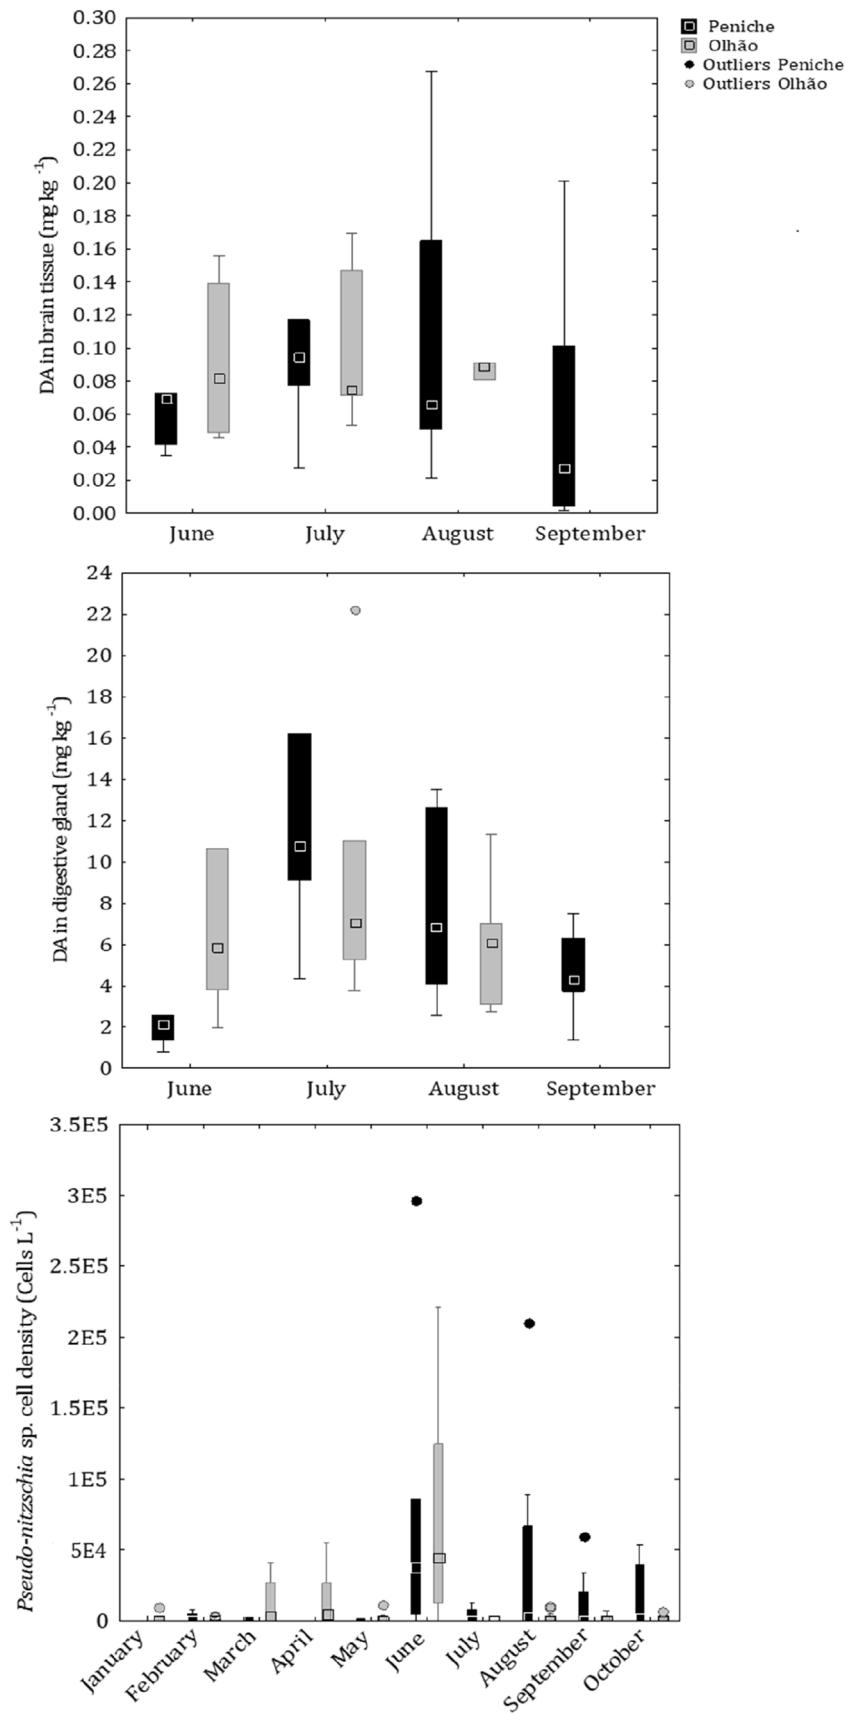 Peniche
Olhão
Outliers Peniche
Outliers Olhão
DA in brain tissue (mg kg -1)
0.30
0.28
0.26
0.24
0.22
0.20
0,18
0.16
0.14
0.12
0.10
0.08
0.06
0.04
0.02
0.00
June July August September
DA in digestive gland (mg kg -1)
24
22
20
18
16
14
12
10
8
6
4
2
0
June July August September
Pseudo-nitzschia sp. cell density (Cells L-1)
3.5E5
3E5
2.5E5
2E5
1.5E5
1E5
5E4
0
January February March April May June July August September October